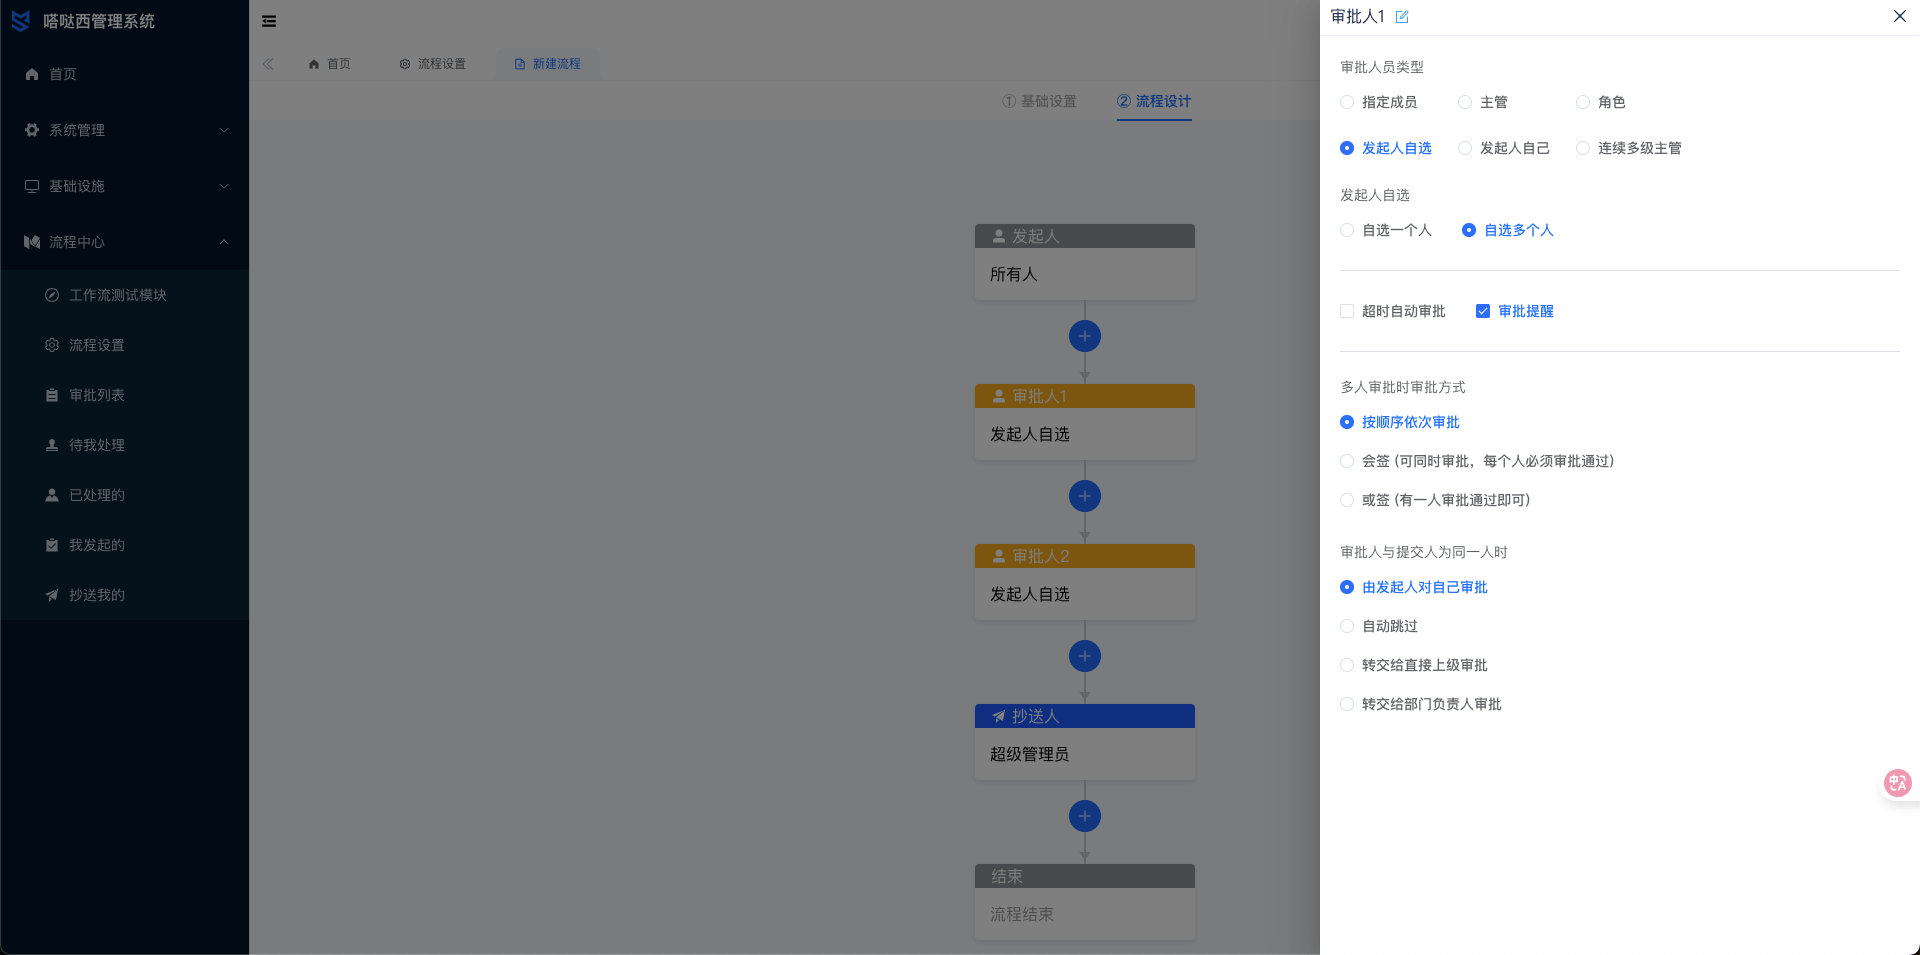 嗒哒西管理系统
首页
系统管理
基础设施
流程中心
工作流测试模块
流程设置
审批列表
待我处理
已处理的
我发起的
抄送我的
首页
流程设置
新建流程
① 基础设置
② 流程设计
发起人
所有人
审批人1
发起人自选
审批人2
发起人自选
抄送人
超级管理员
结束
流程结束
审批人1
审批人员类型
指定成员
主管
角色
发起人自选
发起人自己
连续多级主管
发起人自选
自选一个人
自选多个人
超时自动审批
审批提醒
多人审批时审批方式
按顺序依次审批
会签 (可同时审批，每个人必须审批通过)
或签 (有一人审批通过即可)
审批人与提交人为同一人时
由发起人对自己审批
自动跳过
转交给直接上级审批
转交给部门负责人审批
中A